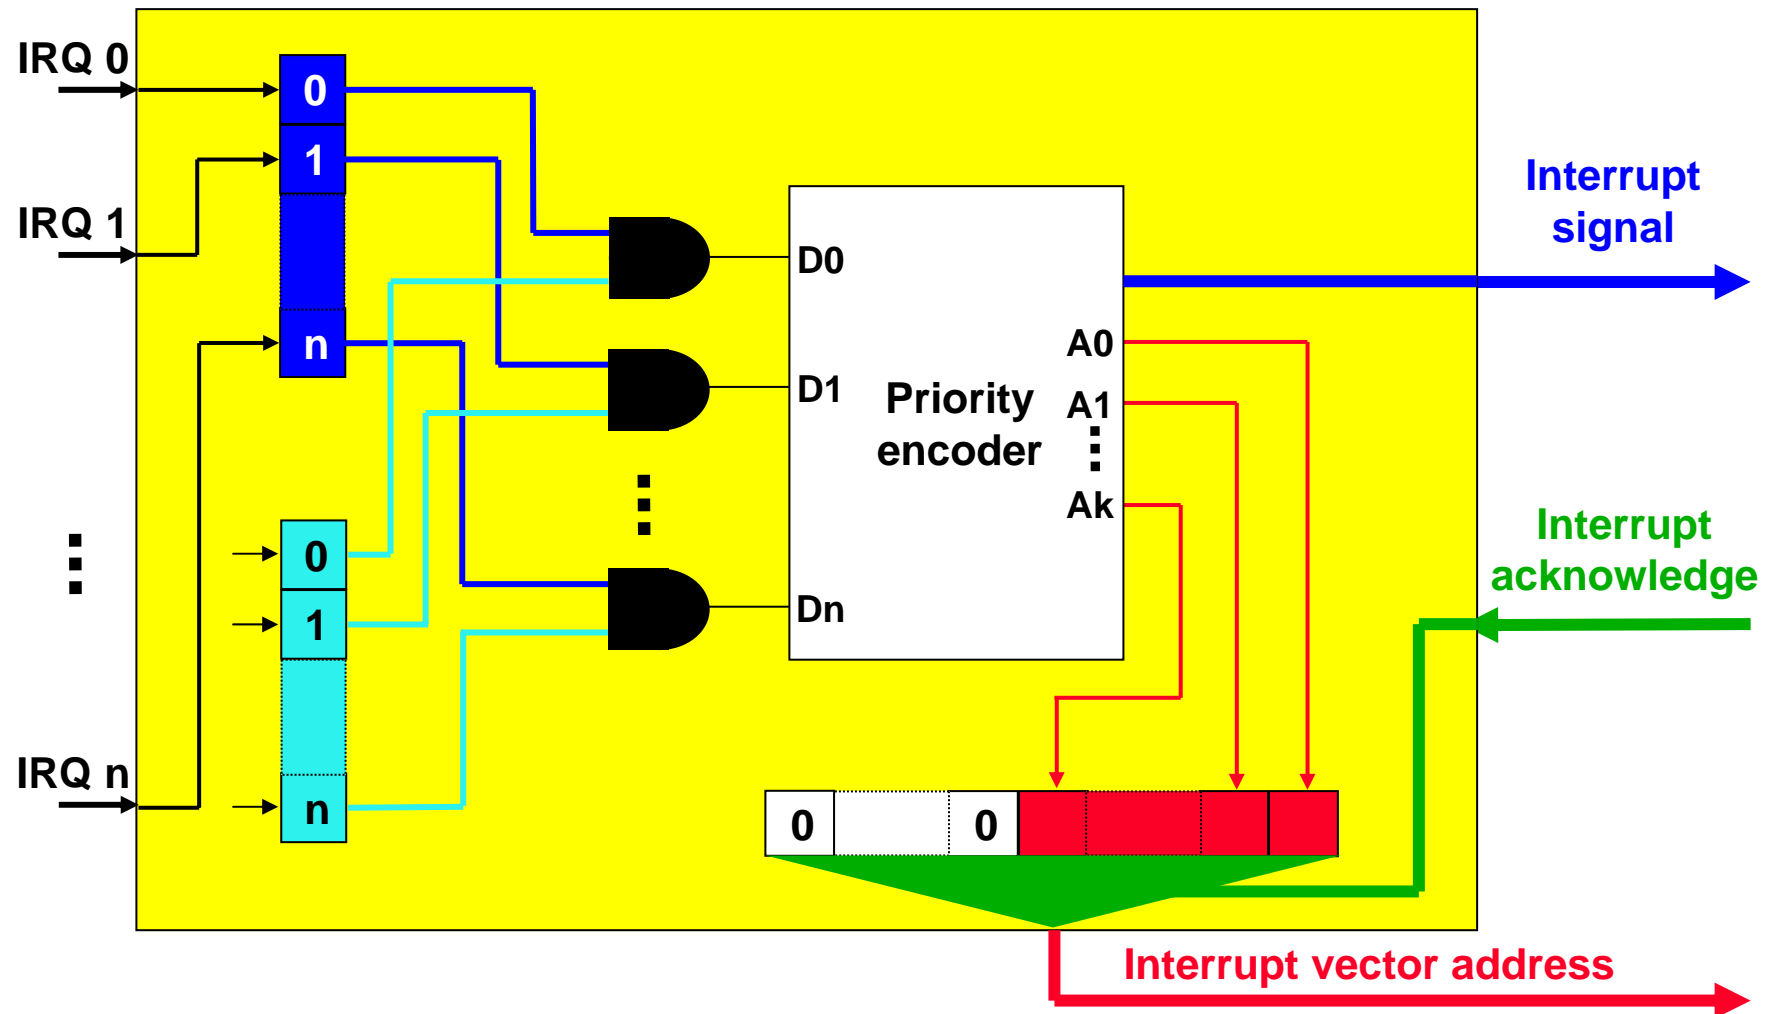 IRQ 0
IRQ 1
IRQ n
0
1
n
0
1
n
D0
D1
Dn
Priority
encoder
A0
A1
Ak
0
0
Interrupt
signal
Interrupt
acknowledge
Interrupt vector address